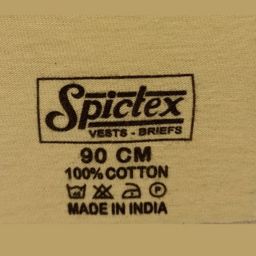 Spictex
VESTS - BRIEFS
90 CM
100% COTTON
P
MADE IN INDIA